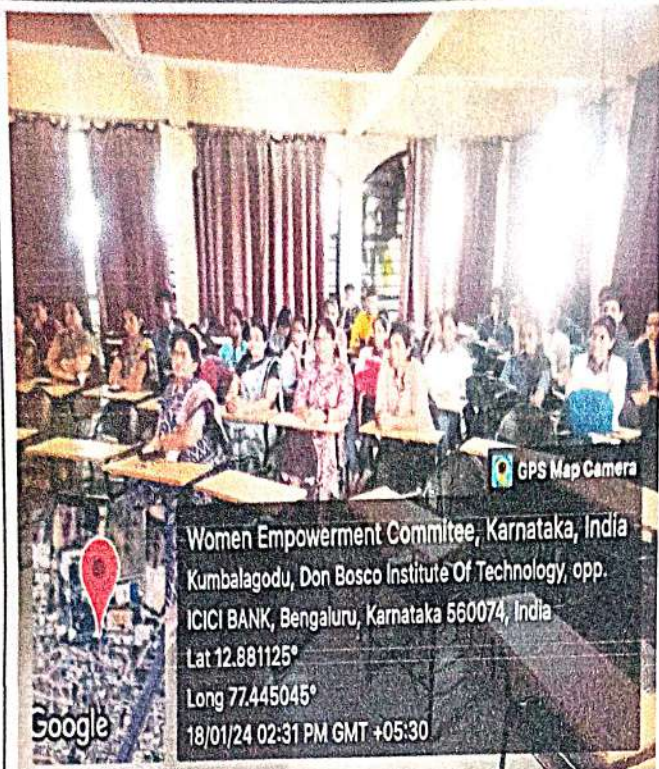 GPS Map Camera
Women Empowerment Commitee, Karnataka, India
Kumbalagodu, Don Bosco Institute Of Technology, opp.
ICICI BANK, Bengaluru, Karnataka 560074, India
Lat 12.881125°
Long 77.445045°
Google
18/01/24 02:31 PM GMT +05:30